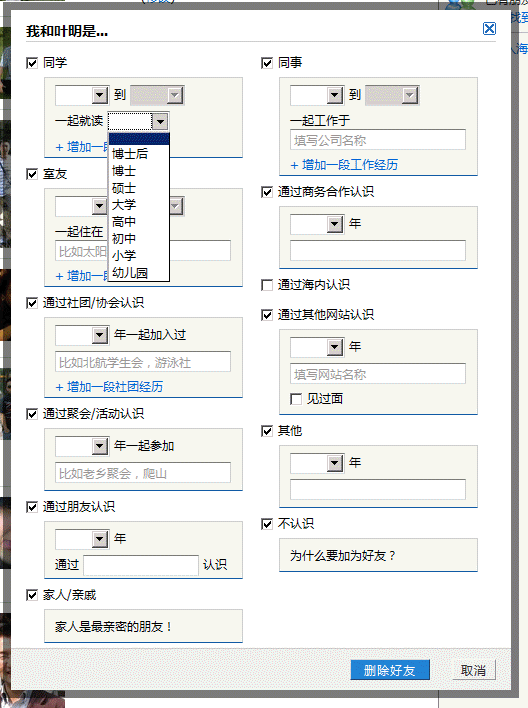 我和叶明是...
同学
到
一起就读
博士后
博士
硕士
大学
高中
初中
小学
幼儿园
+ 增加一段
室友
一起住在
比如太阳
+ 增加一段
通过社团/协会认识
年一起加入过
比如北航学生会，游泳社
+ 增加一段社团经历
通过聚会/活动认识
年一起参加
比如老乡聚会，爬山
通过朋友认识
年
通过 认识
家人/亲戚
家人是最亲密的朋友！
同事
到
一起工作于
填写公司名称
+ 增加一段工作经历
通过商务合作认识
年
通过海内认识
通过其他网站认识
年
填写网站名称
见过面
其他
年
不认识
为什么要加为好友？
删除好友 取消